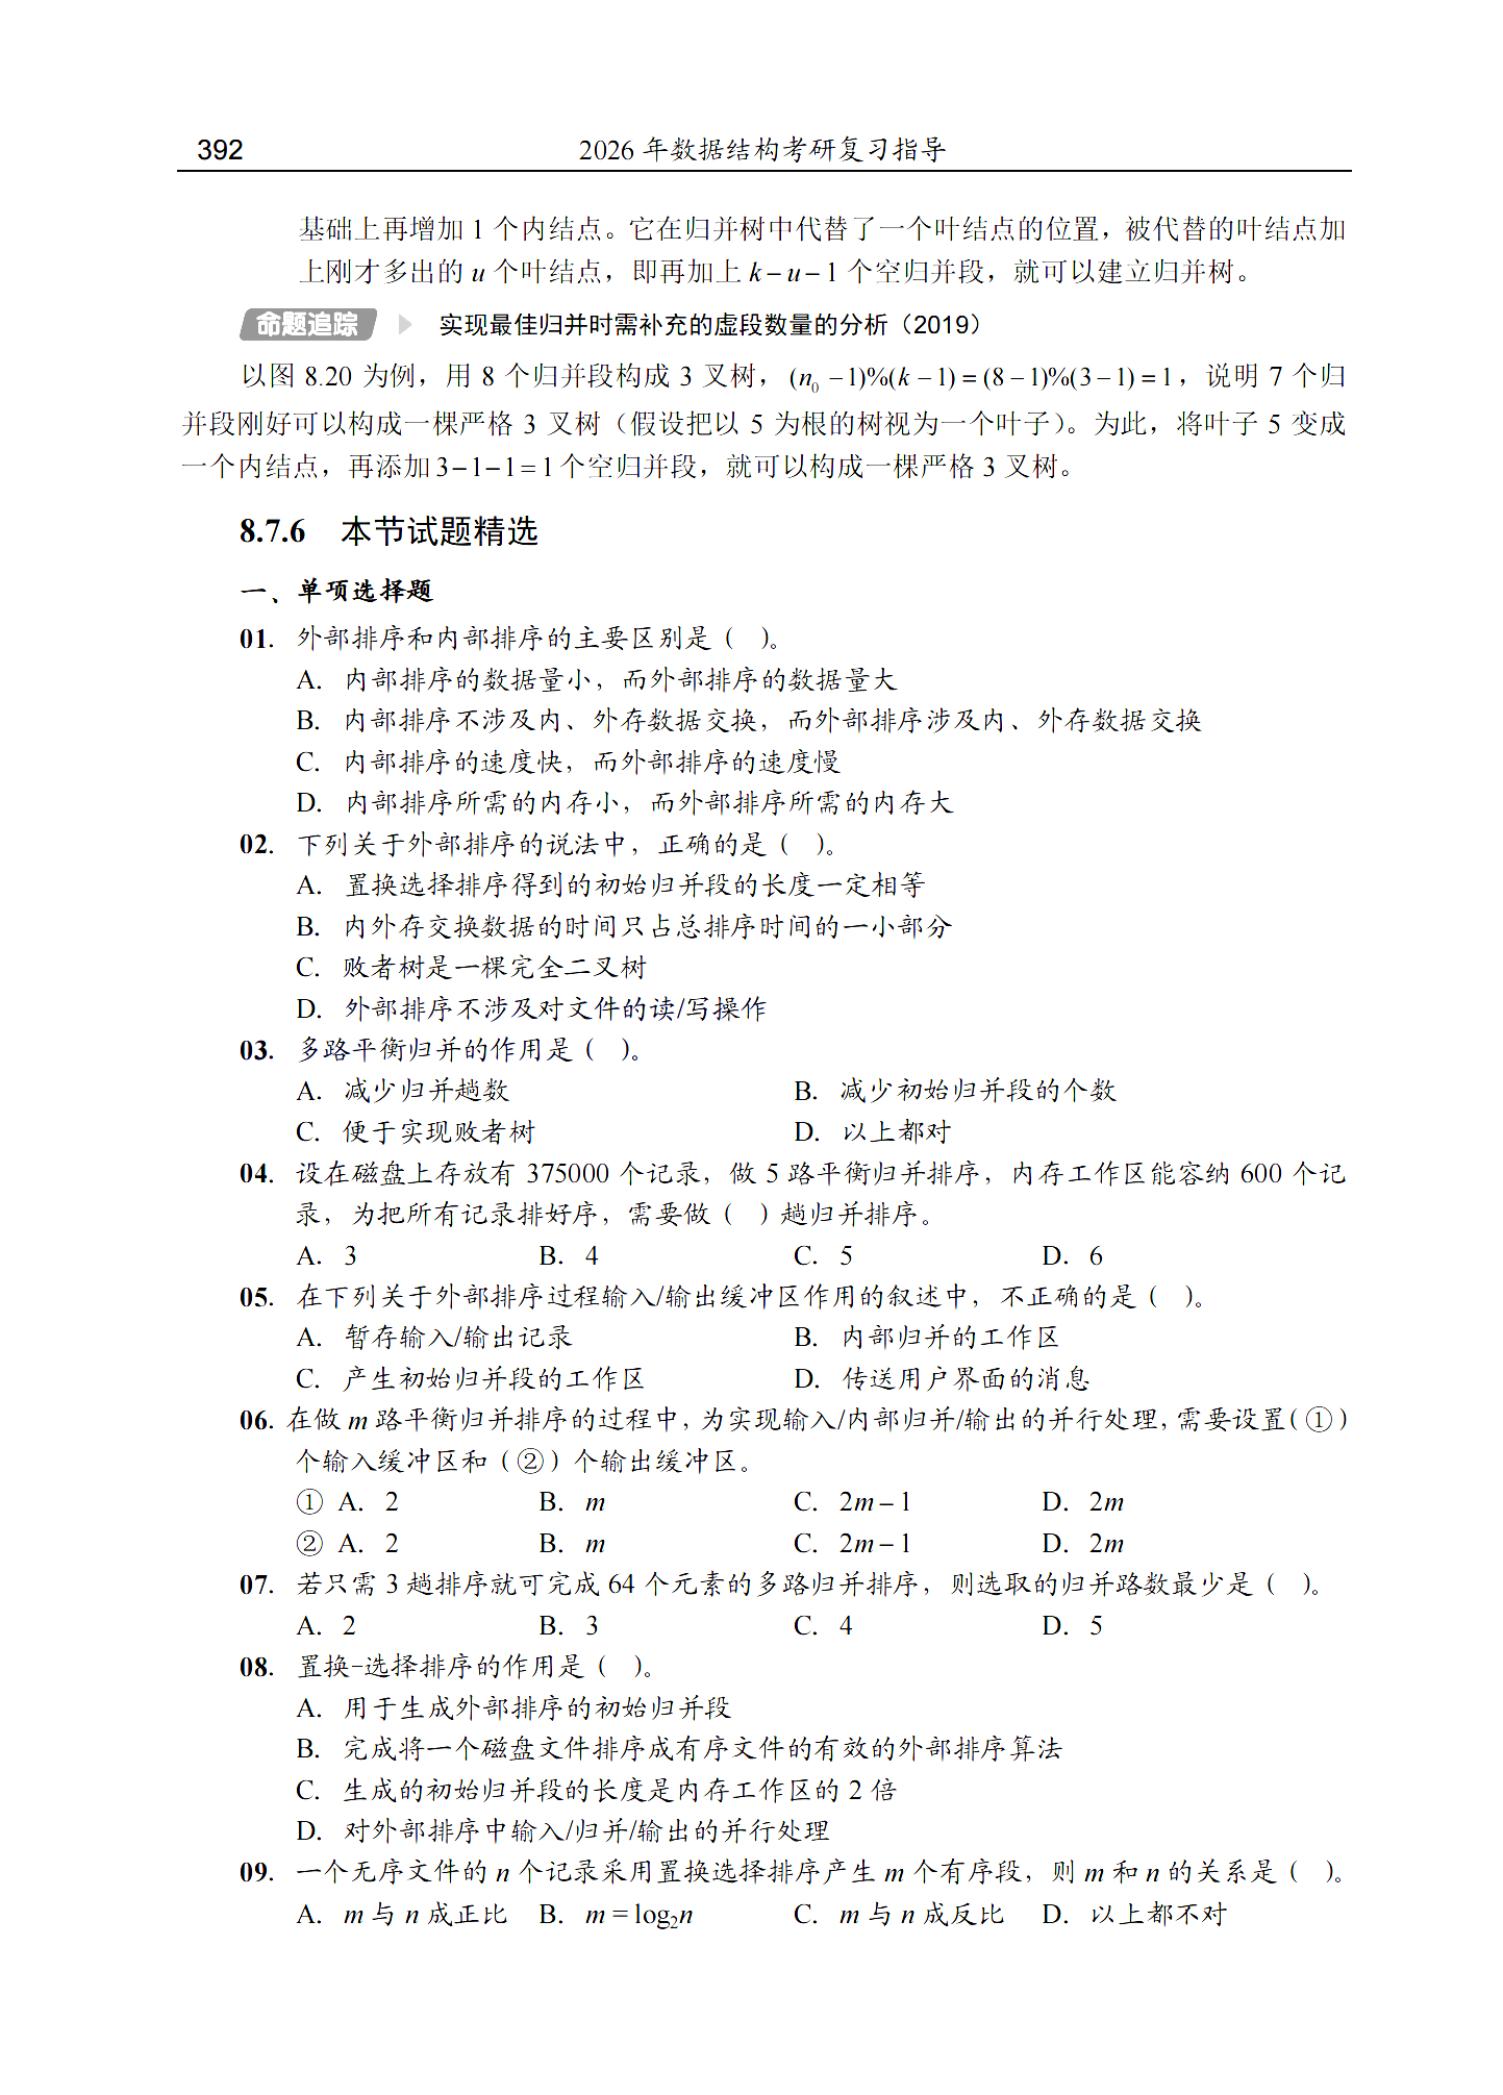 392
2026 年数据结构考研复习指导
基础上再增加 1 个内结点。它在归并树中代替了一个叶结点的位置，被代替的叶结点加
上刚才多出的 u 个叶结点，即再加上 k－u－1 个空归并段，就可以建立归并树。
命题追踪 实现最佳归并时需补充的虚段数量的分析（2019）
以图 8.20 为例，用 8 个归并段构成 3 叉树，(n₀ －1)%(k－1)＝(8－1)%(3－1)＝1，说明 7 个归
并段刚好可以构成一棵严格 3 叉树（假设把以 5 为根的树视为一个叶子）。为此，将叶子 5 变成
一个内结点，再添加 3－1－1＝1 个空归并段，就可以构成一棵严格 3 叉树。
8.7.6 本节试题精选
一、单项选择题
01. 外部排序和内部排序的主要区别是（ ）。
A. 内部排序的数据量小，而外部排序的数据量大
B. 内部排序不涉及内、外存数据交换，而外部排序涉及内、外存数据交换
C. 内部排序的速度快，而外部排序的速度慢
D. 内部排序所需的内存小，而外部排序所需的内存大
02. 下列关于外部排序的说法中，正确的是（ ）。
A. 置换选择排序得到的初始归并段的长度一定相等
B. 内外存交换数据的时间只占总排序时间的一小部分
C. 败者树是一棵完全二叉树
D. 外部排序不涉及对文件的读/写操作
03. 多路平衡归并的作用是（ ）。
A. 减少归并趟数 B. 减少初始归并段的个数
C. 便于实现败者树 D. 以上都对
04. 设在磁盘上存放有 375000 个记录，做 5 路平衡归并排序，内存工作区能容纳 600 个记
录，为把所有记录排好序，需要做（ ）趟归并排序。
A. 3 B. 4 C. 5 D. 6
05. 在下列关于外部排序过程输入/输出缓冲区作用的叙述中，不正确的是（ ）。
A. 暂存输入/输出记录 B. 内部归并的工作区
C. 产生初始归并段的工作区 D. 传送用户界面的消息
06. 在做 m 路平衡归并排序的过程中，为实现输入/内部归并/输出的并行处理，需要设置（①）
个输入缓冲区和（②）个输出缓冲区。
① A. 2 B. m C. 2m－1 D. 2m
② A. 2 B. m C. 2m－1 D. 2m
07. 若只需 3 趟排序就可完成 64 个元素的多路归并排序，则选取的归并路数最少是（ ）。
A. 2 B. 3 C. 4 D. 5
08. 置换-选择排序的作用是（ ）。
A. 用于生成外部排序的初始归并段
B. 完成将一个磁盘文件排序成有序文件的有效的外部排序算法
C. 生成的初始归并段的长度是内存工作区的 2 倍
D. 对外部排序中输入/归并/输出的并行处理
09. 一个无序文件的 n 个记录采用置换选择排序产生 m 个有序段，则 m 和 n 的关系是（ ）。
A. m 与 n 成正比 B. m＝log₂n C. m 与 n 成反比 D. 以上都不对